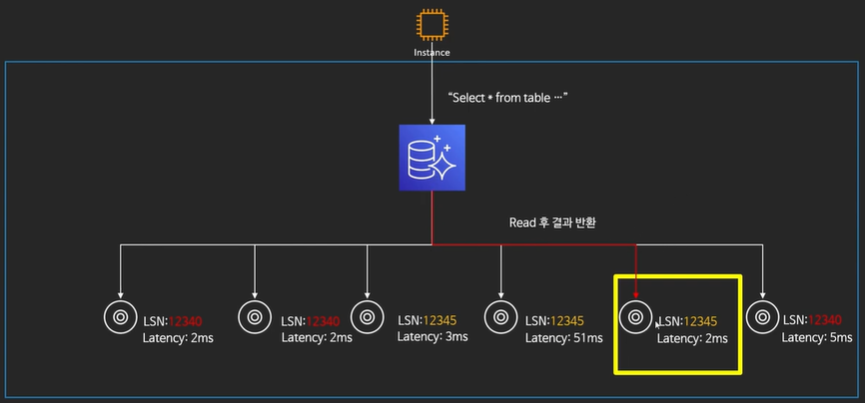 Instance
"Select * from table …"
Read 후 결과 반환
LSN:12340
Latency: 2ms
LSN:12340
Latency: 2ms
LSN:12345
Latency: 3ms
LSN:12345
Latency: 51ms
LSN:12345
Latency: 2ms
LSN:12340
Latency: 5ms